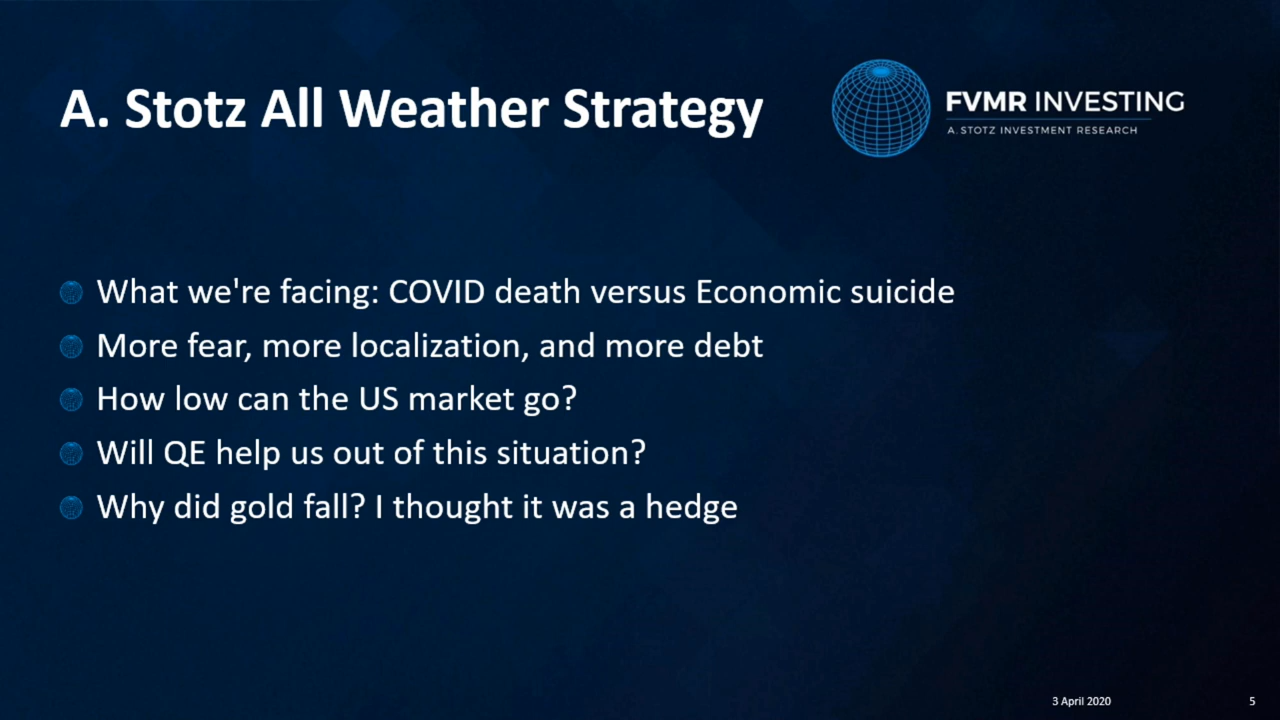 A. Stotz All Weather Strategy
FVMR INVESTING
A. STOTZ INVESTMENT RESEARCH
What we're facing: COVID death versus Economic suicide
More fear, more localization, and more debt
How low can the US market go?
Will QE help us out of this situation?
Why did gold fall? I thought it was a hedge
3 April 2020
5